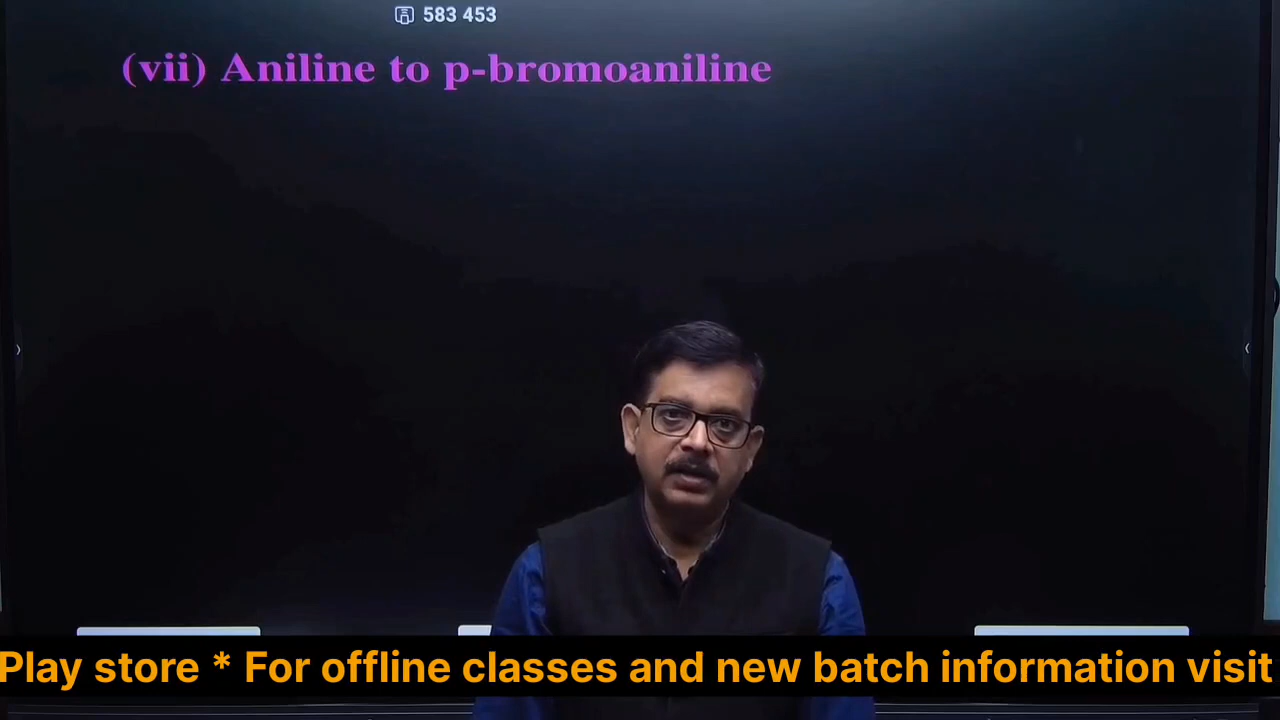 583 453
(vii) Aniline to p-bromoaniline
Play store * For offline classes and new batch information visit